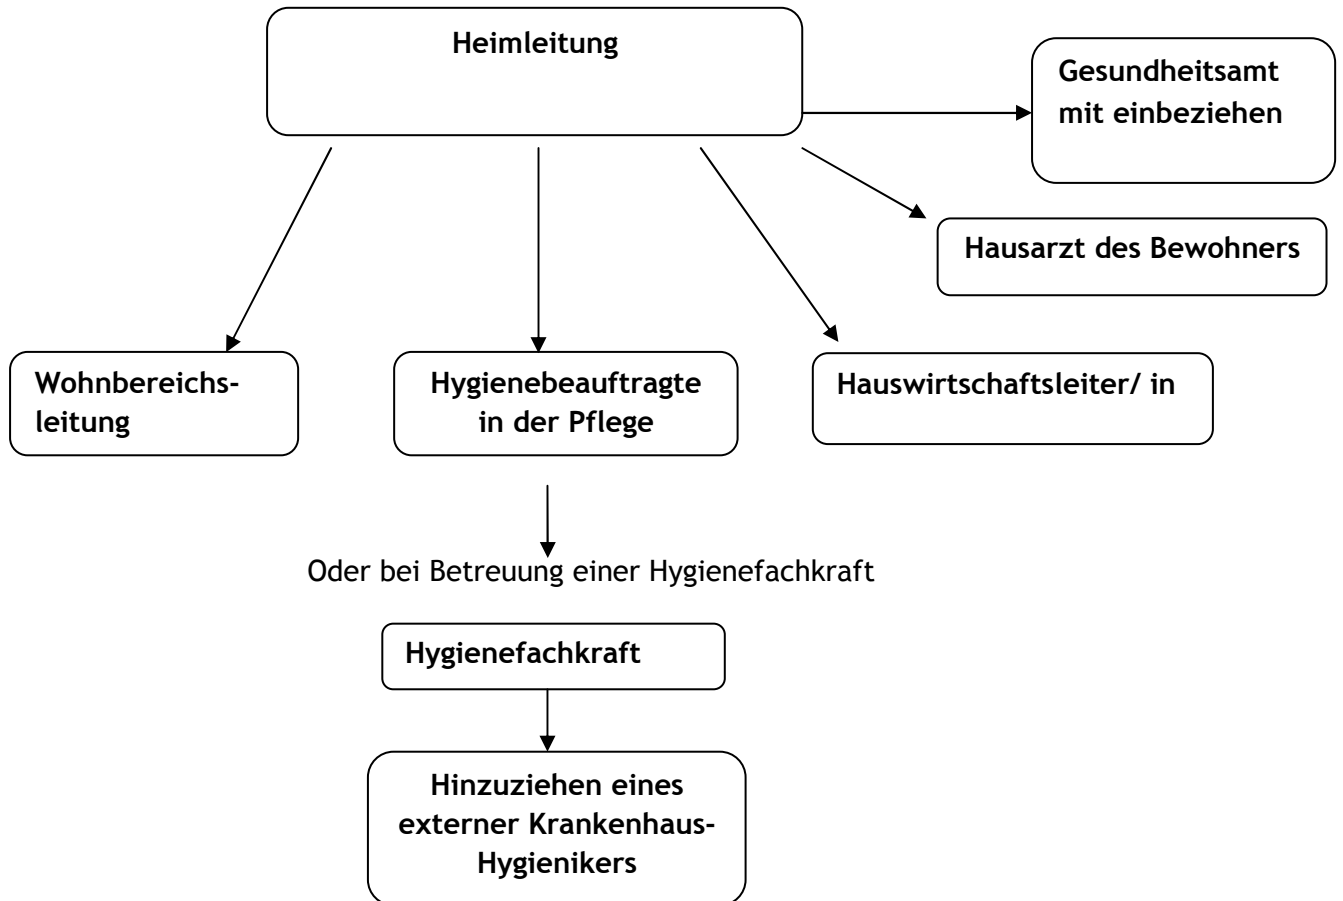 Heimleitung
Gesundheitsamt
mit einbeziehen
Hausarzt des Bewohners
Wohnbereichs-
leitung
Hygienebeauftragte
in der Pflege
Hauswirtschaftsleiter/ in
Oder bei Betreuung einer Hygienefachkraft
Hygienefachkraft
Hinzuziehen eines
externer Krankenhaus-
Hygienikers